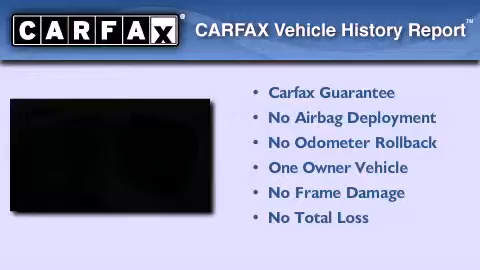 CARFAX® CARFAX Vehicle History Report™
• Carfax Guarantee
• No Airbag Deployment
• No Odometer Rollback
• One Owner Vehicle
• No Frame Damage
• No Total Loss